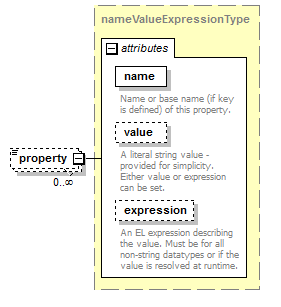 nameValueExpressionType
attributes
name
Name or base name (if key
is defined) of this property.
value
A literal string value -
provided for simplicity.
Either value or expression
can be set.
property
0..∞
expression
An EL expression describing
the value. Must be for all
non-string datatypes or if the
value is resolved at runtime.